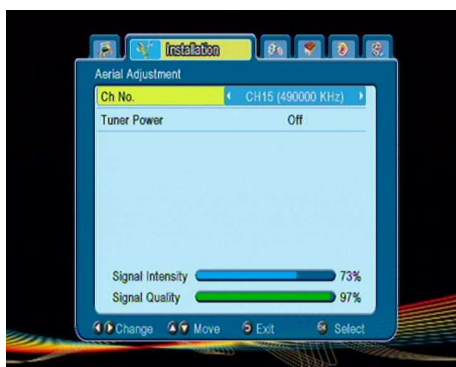 Installation
Aerial Adjustment
Ch No. CH15 (490000 KHz)
Tuner Power Off
Signal Intensity 73%
Signal Quality 97%
Change Move Exit Select